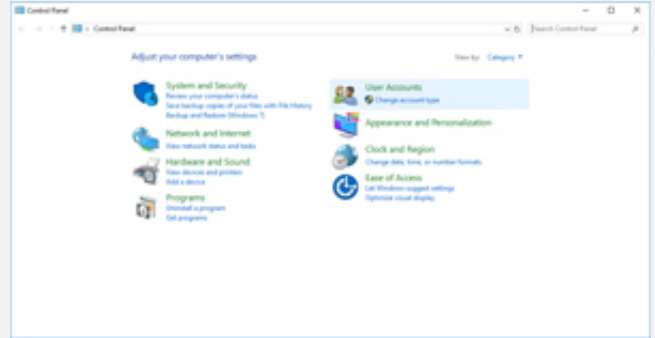 Control Panel
Control Panel
Search Control Panel
Adjust your computer's settings
View by: Category
System and Security
Review your computer's status
Save backup copies of your files with File History
Backup and Restore (Windows 7)
Network and Internet
View network status and tasks
Hardware and Sound
View devices and printers
Add a device
Programs
Uninstall a program
Get programs
User Accounts
Change account type
Appearance and Personalization
Clock and Region
Change date, time, or number formats
Ease of Access
Let Windows suggest settings
Optimize visual display